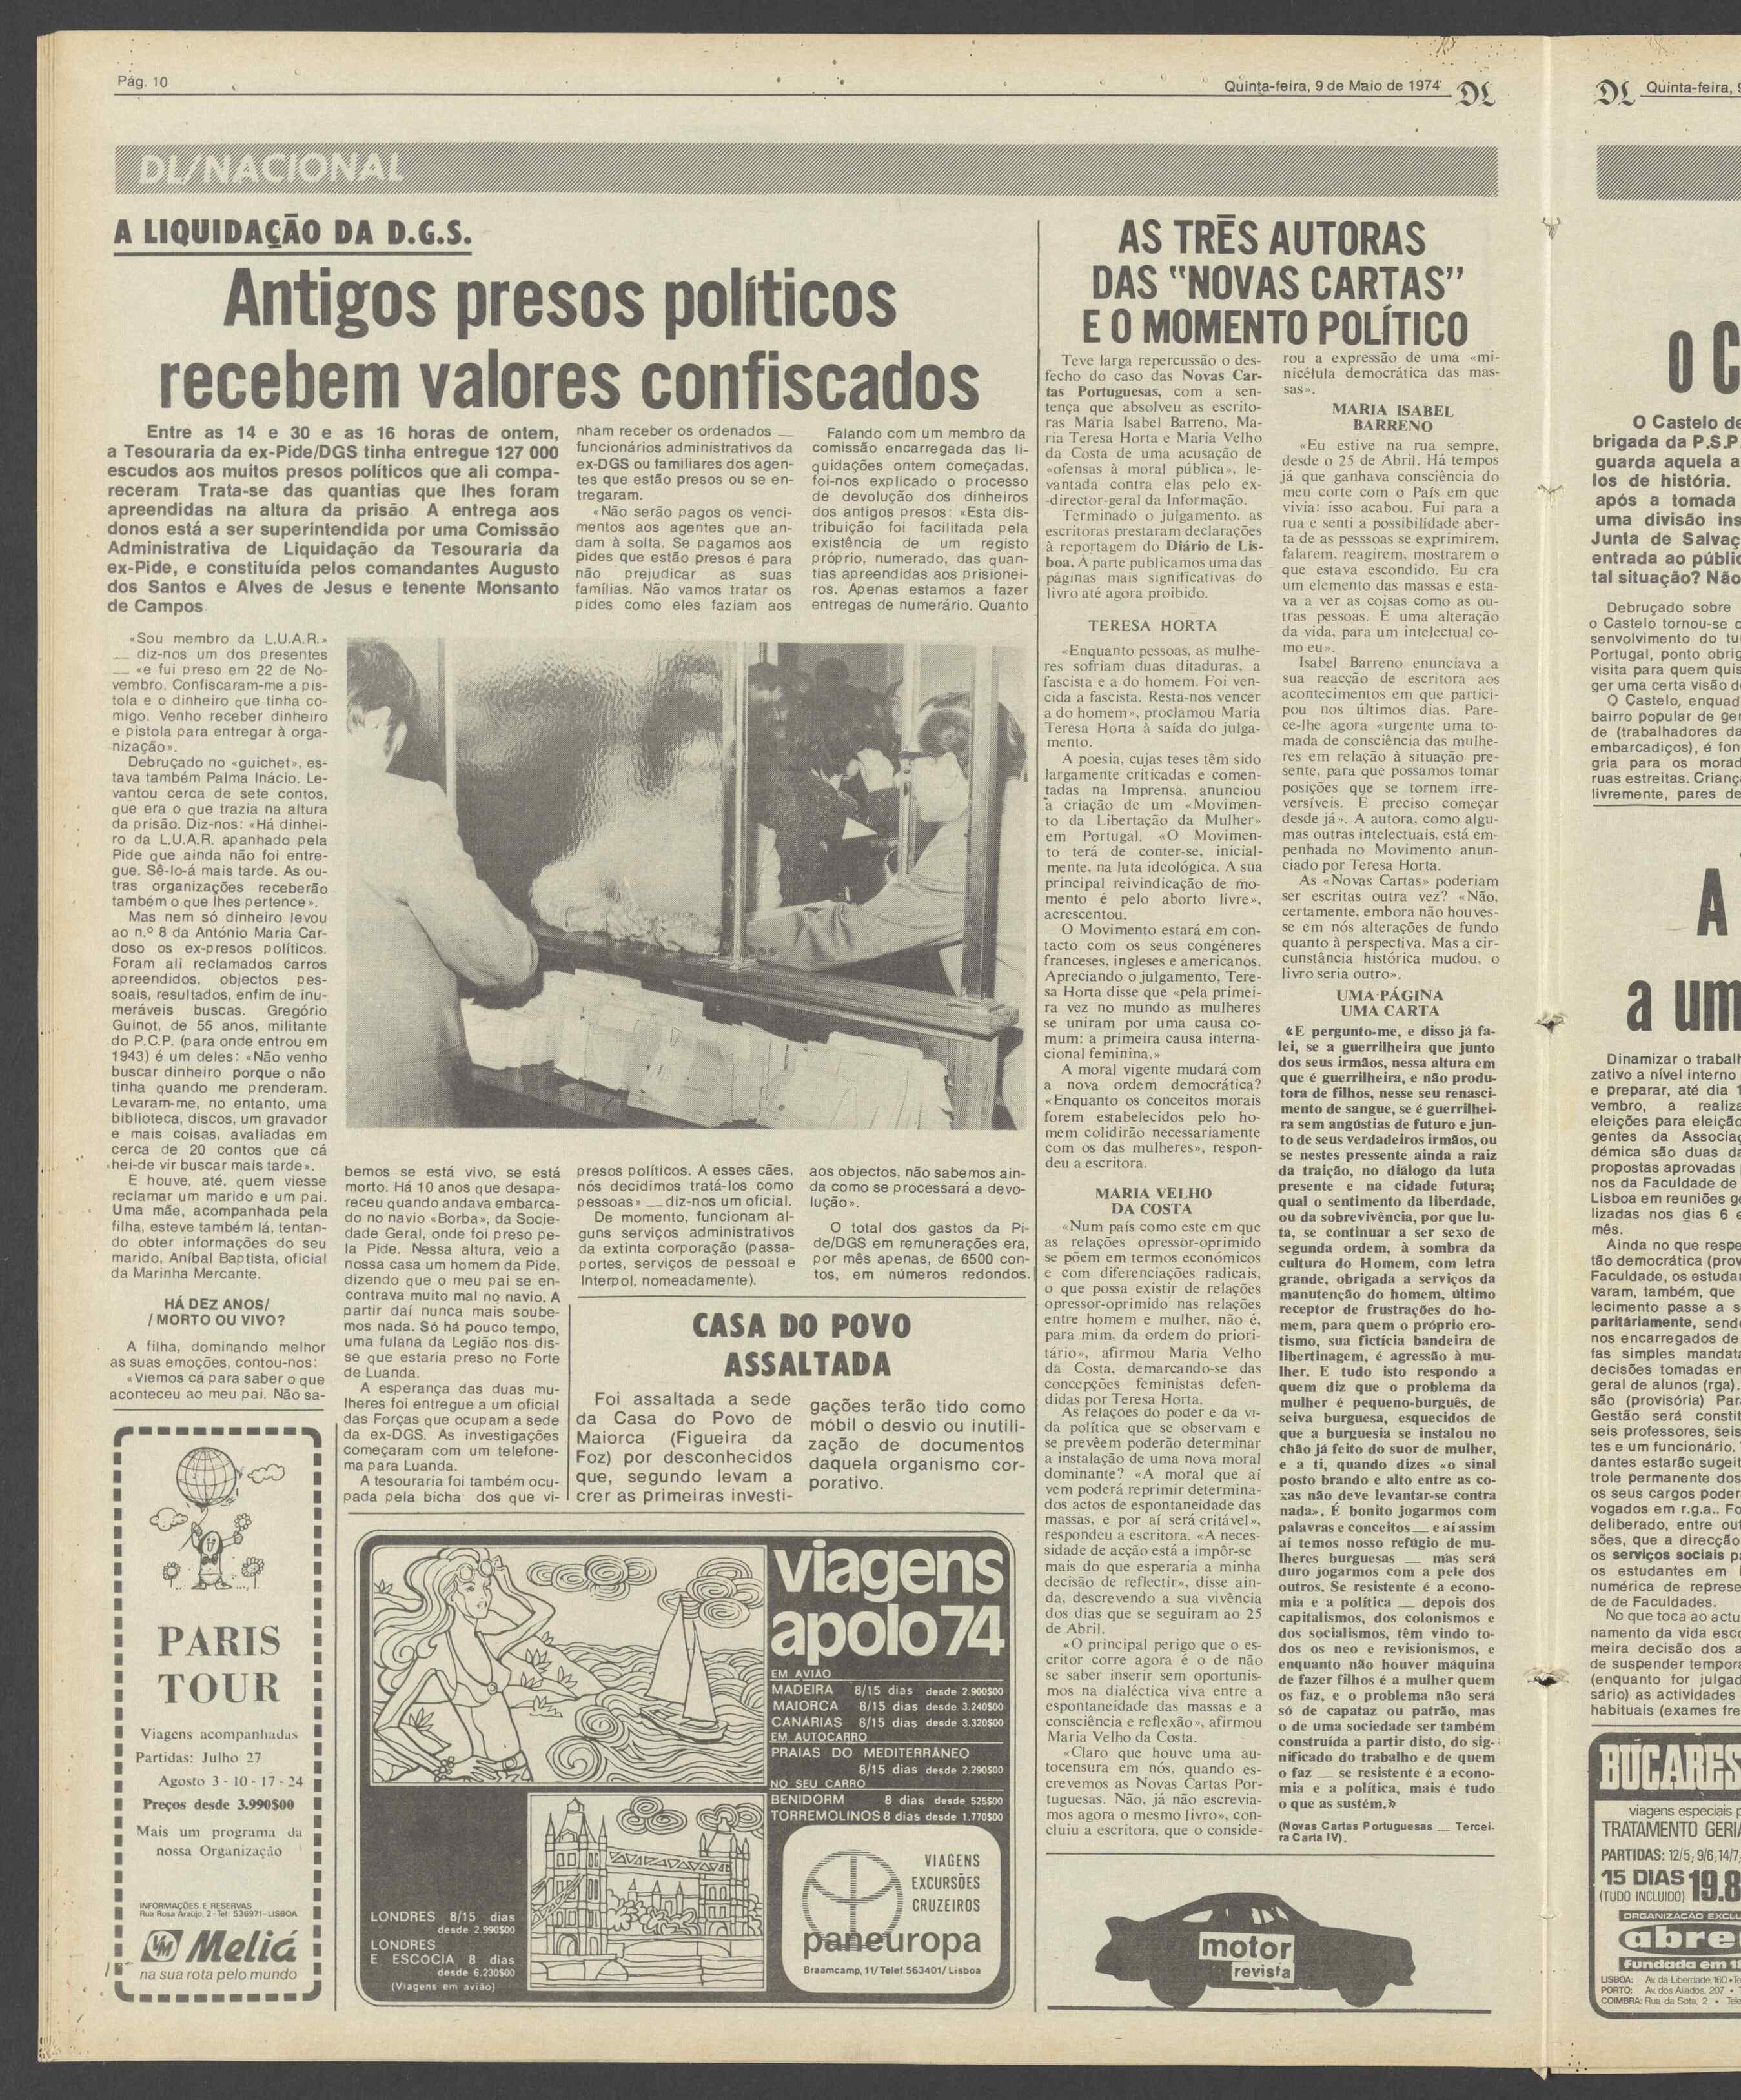 Pág. 10
Quinta-feira, 9 de Maio de 1974
DL
DL/NACIONAL
A LIQUIDAÇÃO DA D.G.S.
Antigos presos políticos
recebem valores confiscados
Entre as 14 e 30 e as 16 horas de ontem,
a Tesouraria da ex-Pide/DGS tinha entregue 127 000
escudos aos muitos presos políticos que ali compa-
receram Trata-se das quantias que lhes foram
apreendidas na altura da prisão A entrega aos
donos está a ser superintendida por uma Comissão
Administrativa de Liquidação da Tesouraria da
ex-Pide, e constituída pelos comandantes Augusto
dos Santos e Alves de Jesus e tenente Monsanto
de Campos
«Sou membro da L.U.A.R.»
__ diz-nos um dos presentes
__ «e fui preso em 22 de No-
vembro. Confiscaram-me a pis-
tola e o dinheiro que tinha co-
migo. Venho receber dinheiro
e pistola para entregar à orga-
nização».
Debruçado no «guichet», es-
tava também Palma Inácio. Le-
vantou cerca de sete contos,
que era o que trazia na altura
da prisão. Diz-nos: «Há dinhei-
ro da L.U.A.R. apanhado pela
Pide que ainda não foi entre-
gue. Sê-lo-á mais tarde. As ou-
tras organizações receberão
também o que lhes pertence».
Mas nem só dinheiro levou
ao n.º 8 da António Maria Car-
doso os ex-presos políticos.
Foram ali reclamados carros
apreendidos, objectos pes-
soais, resultados, enfim de inu-
meráveis buscas. Gregório
Guinot, de 55 anos, militante
do P.C.P. (para onde entrou em
1943) é um deles: «Não venho
buscar dinheiro porque o não
tinha quando me prenderam.
Levaram-me, no entanto, uma
biblioteca, discos, um gravador
e mais coisas, avaliadas em
cerca de 20 contos que cá
hei-de vir buscar mais tarde».
E houve, até, quem viesse
reclamar um marido e um pai.
Uma mãe, acompanhada pela
filha, esteve também lá, tentan-
do obter informações do seu
marido, Aníbal Baptista, oficial
da Marinha Mercante.
HÁ DEZ ANOS/
/MORTO OU VIVO?
A filha, dominando melhor
as suas emoções, contou-nos:
«Viemos cá para saber o que
aconteceu ao meu pai. Não sa-
bemos se está vivo, se está
morto. Há 10 anos que desapa-
receu quando andava embarca-
do no navio «Borba», da Socie-
dade Geral, onde foi preso pe-
la Pide. Nessa altura, veio a
nossa casa um homem da Pide,
dizendo que o meu pai se en-
contrava muito mal no navio. A
partir daí nunca mais soube-
mos nada. Só há pouco tempo,
uma fulana da Legião nos dis-
se que estaria preso no Forte
de Luanda.
A esperança das duas mu-
lheres foi entregue a um oficial
das Forças que ocupam a sede
da ex-DGS. As investigações
começaram com um telefone-
ma para Luanda.
A tesouraria foi também ocu-
pada pela bicha dos que vi-
nham receber os ordenados __
funcionários administrativos da
ex-DGS ou familiares dos agen-
tes que estão presos ou se en-
tregaram.
«Não serão pagos os venci-
mentos aos agentes que an-
dam à solta. Se pagamos aos
pides que estão presos é para
não prejudicar as suas
famílias. Não vamos tratar os
pides como eles faziam aos
presos políticos. A esses cães,
nós decidimos tratá-los como
pessoas» __ diz-nos um oficial.
De momento, funcionam al-
guns serviços administrativos
da extinta corporação (passa-
portes, serviços de pessoal e
Interpol, nomeadamente).
Falando com um membro da
comissão encarregada das li-
quidações ontem começadas,
foi-nos explicado o processo
de devolução dos dinheiros
dos antigos presos: «Esta dis-
tribuição foi facilitada pela
existência de um registo
próprio, numerado, das quan-
tias apreendidas aos prisionei-
ros. Apenas estamos a fazer
entregas de numerário. Quanto
aos objectos, não sabemos ain-
da como se processará a devo-
lução».
O total dos gastos da Pi-
de/DGS em remunerações era,
por mês apenas, de 6500 con-
tos, em números redondos.
CASA DO POVO
ASSALTADA
Foi assaltada a sede
da Casa do Povo de
Maiorca (Figueira da
Foz) por desconhecidos
que, segundo levam a
crer as primeiras investi-
gações terão tido como
móbil o desvio ou inutili-
zação de documentos
daquela organismo cor-
porativo.
AS TRÊS AUTORAS
DAS "NOVAS CARTAS"
E O MOMENTO POLÍTICO
Teve larga repercussão o des-
fecho do caso das Novas Car-
tas Portuguesas, com a sen-
tença que absolveu as escrito-
ras Maria Isabel Barreno, Ma-
ria Teresa Horta e Maria Velho
da Costa de uma acusação de
«ofensas à moral pública», le-
vantada contra elas pelo ex-
-director-geral da Informação.
Terminado o julgamento, as
escritoras prestaram declarações
à reportagem do Diário de Lis-
boa. À parte publicamos uma das
páginas mais significativas do
livro até agora proibido.
TERESA HORTA
«Enquanto pessoas, as mulhe-
res sofriam duas ditaduras, a
fascista e a do homem. Foi ven-
cida a fascista. Resta-nos vencer
a do homem», proclamou Maria
Teresa Horta à saída do julga-
mento.
A poesia, cujas teses têm sido
largamente criticadas e comen-
tadas na Imprensa, anunciou
a criação de um «Movimen-
to da Libertação da Mulher»
em Portugal. «O Movimen-
to terá de conter-se, inicial-
mente, na luta ideológica. A sua
principal reivindicação de mo-
mento é pelo aborto livre»,
acrescentou.
O Movimento estará em con-
tacto com os seus congéneres
franceses, ingleses e americanos.
Apreciando o julgamento, Tere-
sa Horta disse que «pela primei-
ra vez no mundo as mulheres
se uniram por uma causa co-
mum: a primeira causa interna-
cional feminina.»
A moral vigente mudará com
a nova ordem democrática?
«Enquanto os conceitos morais
forem estabelecidos pelo ho-
mem colidirão necessariamente
com os das mulheres», respon-
deu a escritora.
MARIA VELHO
DA COSTA
«Num país como este em que
as relações opressor-oprimido
se põem em termos económicos
e com diferenciações radicais,
o que possa existir de relações
opressor-oprimido nas relações
entre homem e mulher, não é,
para mim, da ordem do priori-
tário», afirmou Maria Velho
da Costa, demarcando-se das
concepções feministas defen-
didas por Teresa Horta.
As relações do poder e da vi-
da política que se observam e
se prevêem poderão determinar
a instalação de uma nova moral
dominante? «A moral que aí
vem poderá reprimir determina-
dos actos de espontaneidade das
massas, e por aí será critável»,
respondeu a escritora. «A neces-
sidade de acção está a impôr-se
mais do que esperaria a minha
decisão de reflectir», disse ain-
da, descrevendo a sua vivência
dos dias que se seguiram ao 25
de Abril.
«O principal perigo que o es-
critor corre agora é o de não
se saber inserir sem oportunis-
mos na dialéctica viva entre a
espontaneidade das massas e a
consciência e reflexão», afirmou
Maria Velho da Costa.
«Claro que houve uma au-
tocensura em nós, quando es-
crevemos as Novas Cartas Por-
tuguesas. Não, já não escrevia-
mos agora o mesmo livro», con-
cluiu a escritora, que o conside-
rou a expressão de uma «mi-
nicélula democrática das mas-
sas».
MARIA ISABEL
BARRENO
«Eu estive na rua sempre,
desde o 25 de Abril. Há tempos
já que ganhava consciência do
meu corte com o País em que
vivia: isso acabou. Fui para a
rua e senti a possibilidade aber-
ta de as pesssoas se exprimirem,
falarem, reagirem, mostrarem o
que estava escondido. Eu era
um elemento das massas e esta-
va a ver as coisas como as ou-
tras pessoas. E uma alteração
da vida, para um intelectual co-
mo eu».
Isabel Barreno enunciava a
sua reacção de escritora aos
acontecimentos em que partici-
pou nos últimos dias. Pare-
ce-lhe agora «urgente uma to-
mada de consciência das mulhe-
res em relação à situação pre-
sente, para que possamos tomar
posições que se tornem irre-
versíveis. E preciso começar
desde já». A autora, como algu-
mas outras intelectuais, está em-
penhada no Movimento anun-
ciado por Teresa Horta.
As «Novas Cartas» poderiam
ser escritas outra vez? «Não,
certamente, embora não houves-
se em nós alterações de fundo
quanto à perspectiva. Mas a cir-
cunstância histórica mudou, o
livro seria outro».
UMA PÁGINA
UMA CARTA
«E pergunto-me, e disso já fa-
lei, se a guerrilheira que junto
dos seus irmãos, nessa altura em
que é guerrilheira, e não produ-
tora de filhos, nesse seu renasci-
mento de sangue, se é guerrilhei-
ra sem angústias de futuro e jun-
to de seus verdadeiros irmãos, ou
se nestes pressente ainda a raiz
da traição, no diálogo da luta
presente e na cidade futura;
qual o sentimento da liberdade,
ou da sobrevivência, por que lu-
ta, se continuar a ser sexo de
segunda ordem, à sombra da
cultura do Homem, com letra
grande, obrigada a serviços da
manutenção do homem, último
receptor de frustrações do ho-
mem, para quem o próprio ero-
tismo, sua fictícia bandeira de
libertinagem, é agressão à mu-
lher. E tudo isto respondo a
quem diz que o problema da
mulher é pequeno-burguês, de
seiva burguesa, esquecidos de
que a burguesia se instalou no
chão já feito do suor de mulher,
e a ti, quando dizes «o sinal
posto brando e alto entre as co-
xas não deve levantar-se contra
nada». É bonito jogarmos com
palavras e conceitos __ e aí assim
aí temos nosso refúgio de mu-
lheres burguesas __ mas será
duro jogarmos com a pele dos
outros. Se resistente é a econo-
mia e a política __ depois dos
capitalismos, dos colonismos e
dos socialismos, têm vindo to-
dos os neo e revisionismos, e
enquanto não houver máquina
de fazer filhos é a mulher quem
os faz, e o problema não será
só de capataz ou patrão, mas
o de uma sociedade ser também
construída a partir disto, do sig-
nificado do trabalho e de quem
o faz __ se resistente é a econo-
mia e a política, mais é tudo
o que as sustém.»
(Novas Cartas Portuguesas __ Tercei-
ra Carta IV).
PARIS
TOUR
Viagens acompanhadas
Partidas: Julho 27
Agosto 3 - 10 - 17 - 24
Preços desde 3.990$00
Mais um programa da
nossa Organização
INFORMAÇÕES E RESERVAS
Rua Rosa Araújo, 2 - Tel: 536971 - LISBOA
Meliá
na sua rota pelo mundo
viagens
apolo 74
EM AVIÃO
MADEIRA 8/15 dias desde 2.900$00
MAIORCA 8/15 dias desde 3.240$00
CANÁRIAS 8/15 dias desde 3.320$00
EM AUTOCARRO
PRAIAS DO MEDITERRÂNEO
8/15 dias desde 2.290$00
NO SEU CARRO
BENIDORM 8 dias desde 525$00
TORREMOLINOS 8 dias desde 1.770$00
LONDRES 8/15 dias
desde 2.990$00
LONDRES
E ESCÓCIA 8 dias
desde 6.230$00
(Viagens em avião)
VIAGENS
EXCURSÕES
CRUZEIROS
paneuropa
Braamcamp, 11/Telef. 563401/Lisboa
motor
revista
DL
Quinta-feira, 9
O C
O Castelo de
brigada da P.S.P
guarda aquela a
los de história.
após a tomada
uma divisão ins
Junta de Salvaç
entrada ao públic
tal situação? Não
Debruçado sobre
o Castelo tornou-se
senvolvimento do tu
Portugal, ponto obrig
visita para quem quis
ger uma certa visão d
O Castelo, enquad
bairro popular de ger
de (trabalhadores da
embarcadiços), é fon
gria para os morad
ruas estreitas. Crianç
livremente, pares de
A
a um
Dinamizar o trabalh
zativo a nível interno
e preparar, até dia 1
vembro, a realiza
eleições para eleição
gentes da Associaç
démica são duas da
propostas aprovadas
nos da Faculdade de
Lisboa em reuniões ge
lizadas nos dias 6 e
mês.
Ainda no que respe
tão democrática (prov
Faculdade, os estudan
varam, também, que
lecimento passe a s
paritáriamente, send
nos encarregados de
fas simples mandata
decisões tomadas em
geral de alunos (rga).
são (provisória) Par
Gestão será constit
seis professores, seis
tes e um funcionário.
dantes estarão sugeit
trole permanente dos
os seus cargos poder
vogados em r.g.a.. Fo
deliberado, entre out
sões, que a direcção
os serviços sociais pa
os estudantes em i
numérica de represe
de de Faculdades.
No que toca ao actu
namento da vida esco
meira decisão dos a
de suspender tempora
(enquanto for julgad
sário) as actividades
habituais (exames fre
BUCARES
viagens especiais p
TRATAMENTO GERI
PARTIDAS: 12/5, 9/6, 14/7,
15 DIAS 19.8
(TUDO INCLUIDO)
ORGANIZAÇÃO EXCLU
abre
Fundada em 18
LISBOA: Av. da Liberdade, 160 • Te
PORTO: Av. dos Aliados, 207 •
COIMBRA: Rua da Sota, 2 • Tele